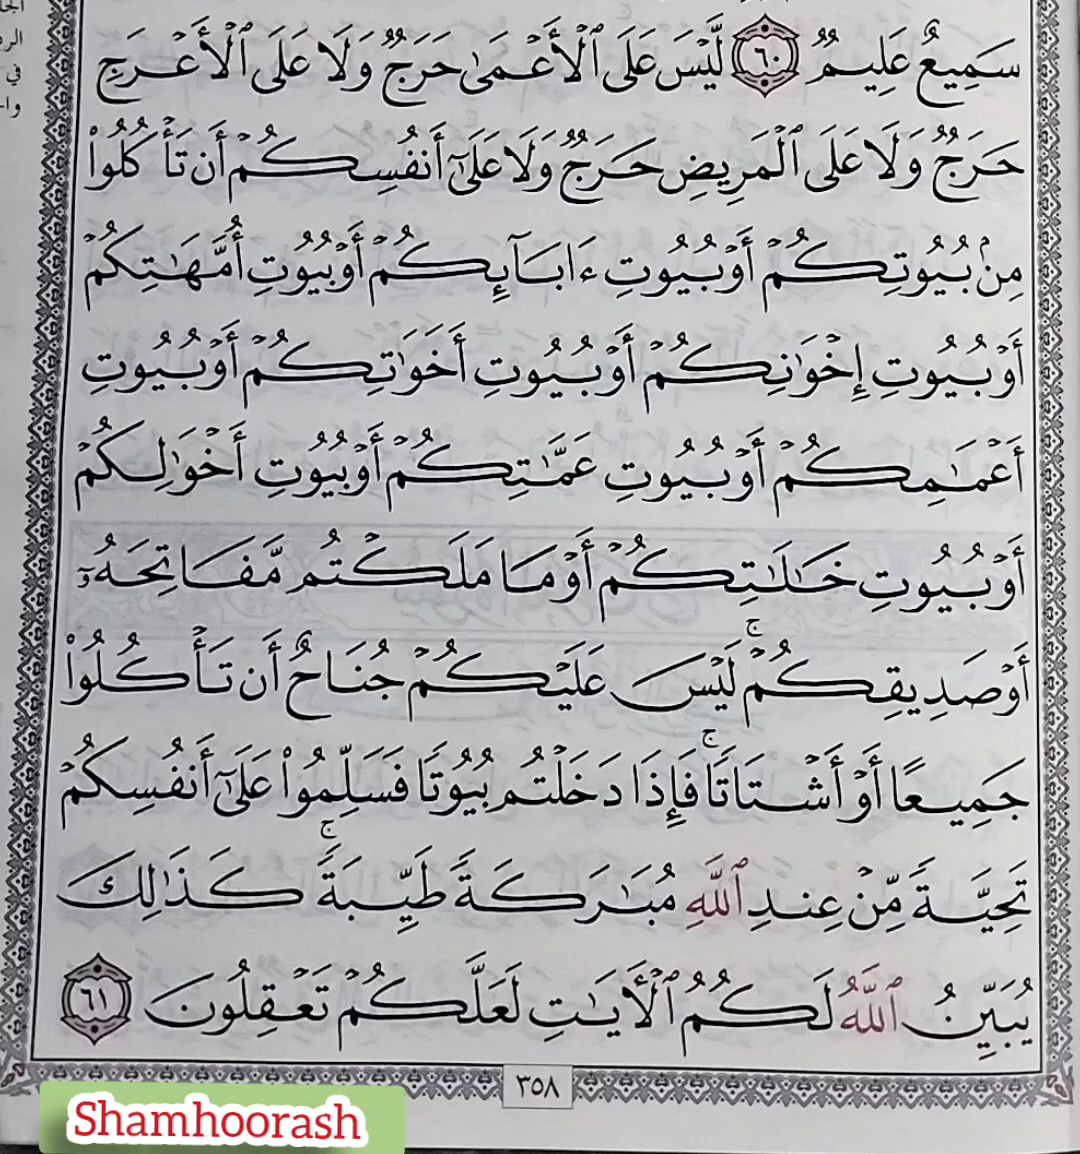 سَمِيعٌ عَلِيمٌ ٦٠ لَّيْسَ عَلَى ٱلْأَعْمَىٰ حَرَجٌ وَلَا عَلَى ٱلْأَعْرَجِ
حَرَجٌ وَلَا عَلَى ٱلْمَرِيضِ حَرَجٌ وَلَا عَلَىٰٓ أَنفُسِكُمْ أَن تَأْكُلُوا۟
مِنۢ بُيُوتِكُمْ أَوْ بُيُوتِ ءَابَآئِكُمْ أَوْ بُيُوتِ أُمَّهَـٰتِكُمْ
أَوْ بُيُوتِ إِخْوَٰنِكُمْ أَوْ بُيُوتِ أَخَوَٰتِكُمْ أَوْ بُيُوتِ
أَعْمَـٰمِكُمْ أَوْ بُيُوتِ عَمَّـٰتِكُمْ أَوْ بُيُوتِ أَخْوَٰلِكُمْ
أَوْ بُيُوتِ خَـٰلَـٰتِكُمْ أَوْ مَا مَلَكْتُم مَّفَاتِحَهُۥٓ
أَوْ صَدِيقِكُمْ ۚ لَيْسَ عَلَيْكُمْ جُنَاحٌ أَن تَأْكُلُوا۟
جَمِيعًا أَوْ أَشْتَاتًا ۚ فَإِذَا دَخَلْتُم بُيُوتًا فَسَلِّمُوا۟ عَلَىٰٓ أَنفُسِكُمْ
تَحِيَّةً مِّنْ عِندِ ٱللَّهِ مُبَـٰرَكَةً طَيِّبَةً ۚ كَذَٰلِكَ
يُبَيِّنُ ٱللَّهُ لَكُمُ ٱلْـَٔايَـٰتِ لَعَلَّكُمْ تَعْقِلُونَ ٦١
٣٥٨
Shamhoorash